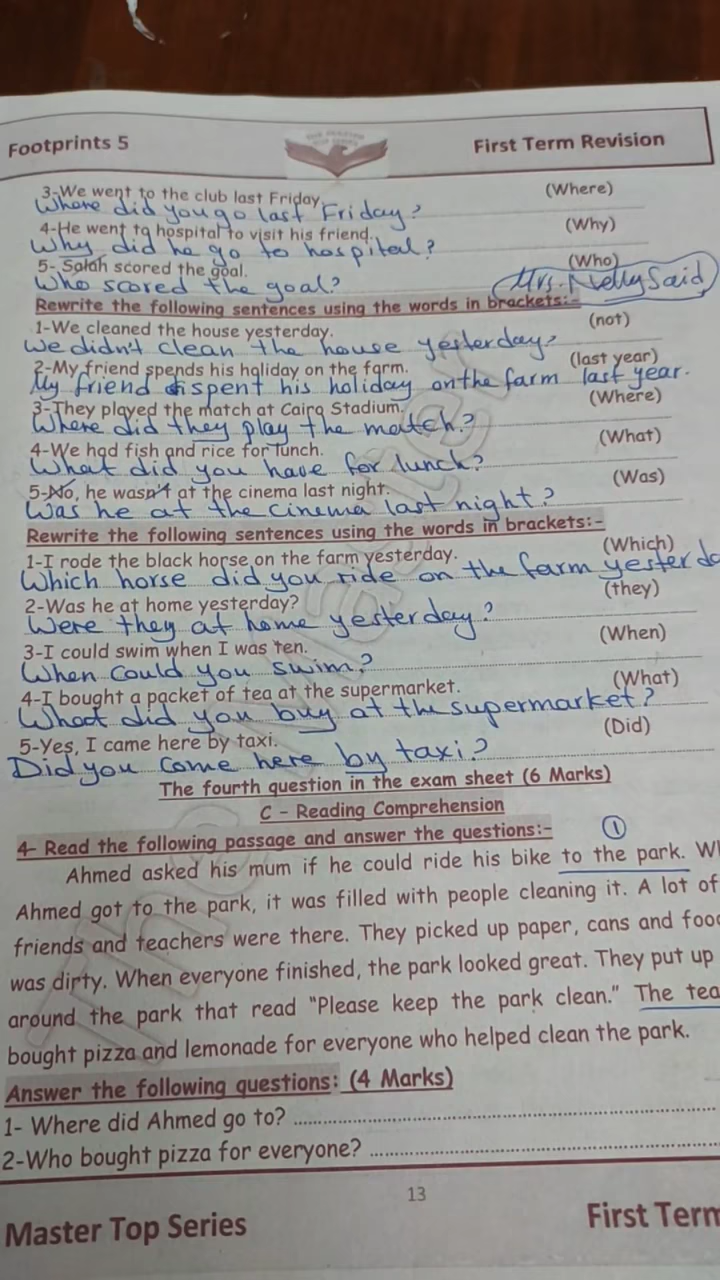 Footprints 5
First Term Revision
3-We went to the club last Friday. (Where)
Where did you go last Friday?
4-He went to hospital to visit his friend. (Why)
Why did he go to hospital?
5- Salah scored the goal. (Who)
Who scored the goal?
Mrs. Nelly Said
Rewrite the following sentences using the words in brackets:-
1-We cleaned the house yesterday. (not)
We didn't clean the house yesterday.
2-My friend spends his holiday on the farm. (last year)
My friend spent his holiday on the farm last year.
3-They played the match at Cairo Stadium. (Where)
Where did they play the match?
4-We had fish and rice for lunch. (What)
What did you have for lunch?
5-No, he wasn't at the cinema last night. (Was)
Was he at the cinema last night?
Rewrite the following sentences using the words in brackets:-
1-I rode the black horse on the farm yesterday. (Which)
Which horse did you ride on the farm yesterda
2-Was he at home yesterday? (they)
Were they at home yesterday?
3-I could swim when I was ten. (When)
When could you swim?
4-I bought a packet of tea at the supermarket. (What)
What did you buy at the supermarket?
5-Yes, I came here by taxi. (Did)
Did you come here by taxi?
The fourth question in the exam sheet (6 Marks)
C – Reading Comprehension
4- Read the following passage and answer the questions:- 1
Ahmed asked his mum if he could ride his bike to the park. W
Ahmed got to the park, it was filled with people cleaning it. A lot of
friends and teachers were there. They picked up paper, cans and foo
was dirty. When everyone finished, the park looked great. They put up
around the park that read "Please keep the park clean." The tea
bought pizza and lemonade for everyone who helped clean the park.
Answer the following questions: (4 Marks)
1- Where did Ahmed go to?
2-Who bought pizza for everyone?
13
Master Top Series
First Term